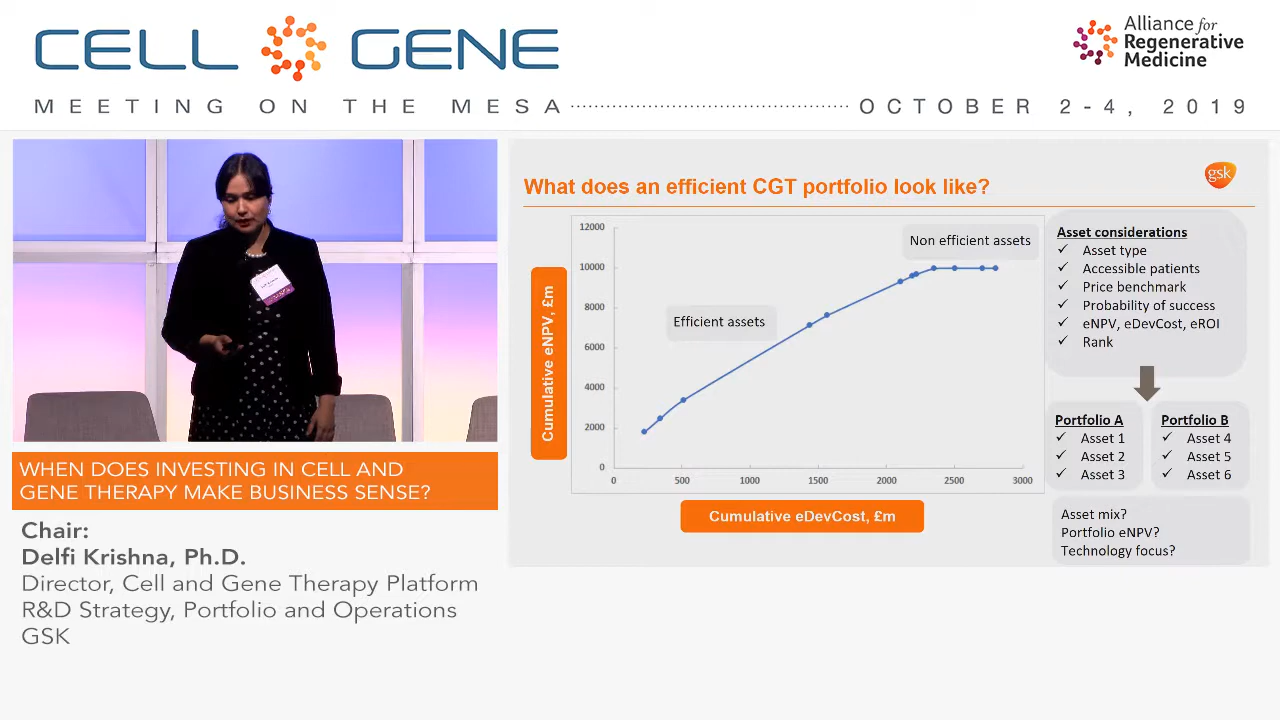 CELL GENE
Alliance for
Regenerative
Medicine
MEETING ON THE MESA
OCTOBER 2-4, 2019
What does an efficient CGT portfolio look like?
gsk
Cumulative eNPV, £m
12000
10000
8000
6000
4000
2000
0
0 500 1000 1500 2000 2500 3000
Efficient assets
Non efficient assets
Cumulative eDevCost, £m
Asset considerations
✓ Asset type
✓ Accessible patients
✓ Price benchmark
✓ Probability of success
✓ eNPV, eDevCost, eROI
✓ Rank
Portfolio A
✓ Asset 1
✓ Asset 2
✓ Asset 3
Portfolio B
✓ Asset 4
✓ Asset 5
✓ Asset 6
Asset mix?
Portfolio eNPV?
Technology focus?
WHEN DOES INVESTING IN CELL AND
GENE THERAPY MAKE BUSINESS SENSE?
Chair:
Delfi Krishna, Ph.D.
Director, Cell and Gene Therapy Platform
R&D Strategy, Portfolio and Operations
GSK